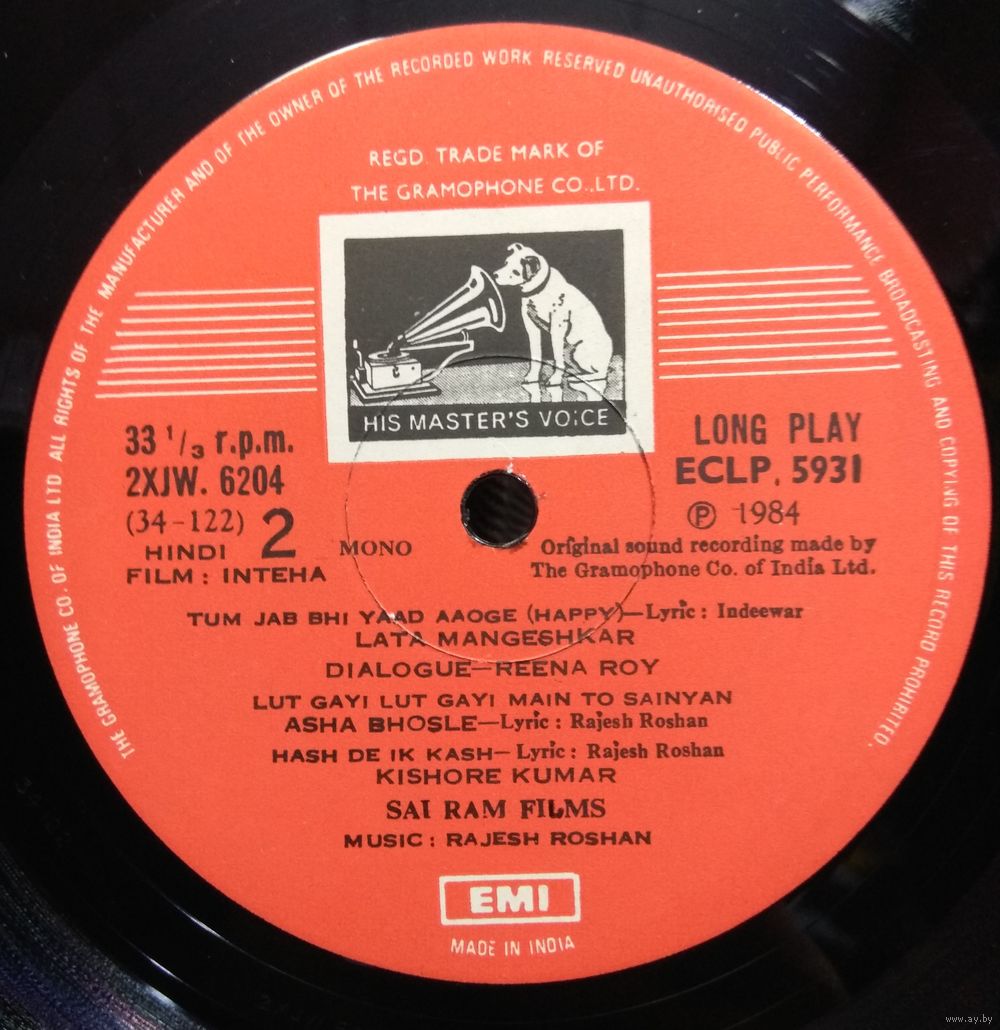 THE GRAMOPHONE CO. OF INDIA LTD ALL RIGHTS OF THE MANUFACTURER AND OF THE OWNER OF THE RECORDED WORK RESERVED UNAUTHORISED PUBLIC PERFORMANCE BROADCASTING AND COPYING OF THIS RECORD PROHIBITED.
REGD. TRADE MARK OF
THE GRAMOPHONE CO., LTD.
HIS MASTER'S VOICE
33 1/3 r.p.m.
2XJW. 6204
(34-122) 2
HINDI
FILM : INTEHA
MONO
LONG PLAY
ECLP. 5931
℗ 1984
Original sound recording made by
The Gramophone Co. of India Ltd.
TUM JAB BHI YAAD AAOGE (HAPPY)—Lyric : Indeewar
LATA MANGESHKAR
DIALOGUE—REENA ROY
LUT GAYI LUT GAYI MAIN TO SAINYAN
ASHA BHOSLE—Lyric : Rajesh Roshan
HASH DE IK KASH—Lyric : Rajesh Roshan
KISHORE KUMAR
SAI RAM FILMS
MUSIC : RAJESH ROSHAN
EMI
MADE IN INDIA
www.ay.by